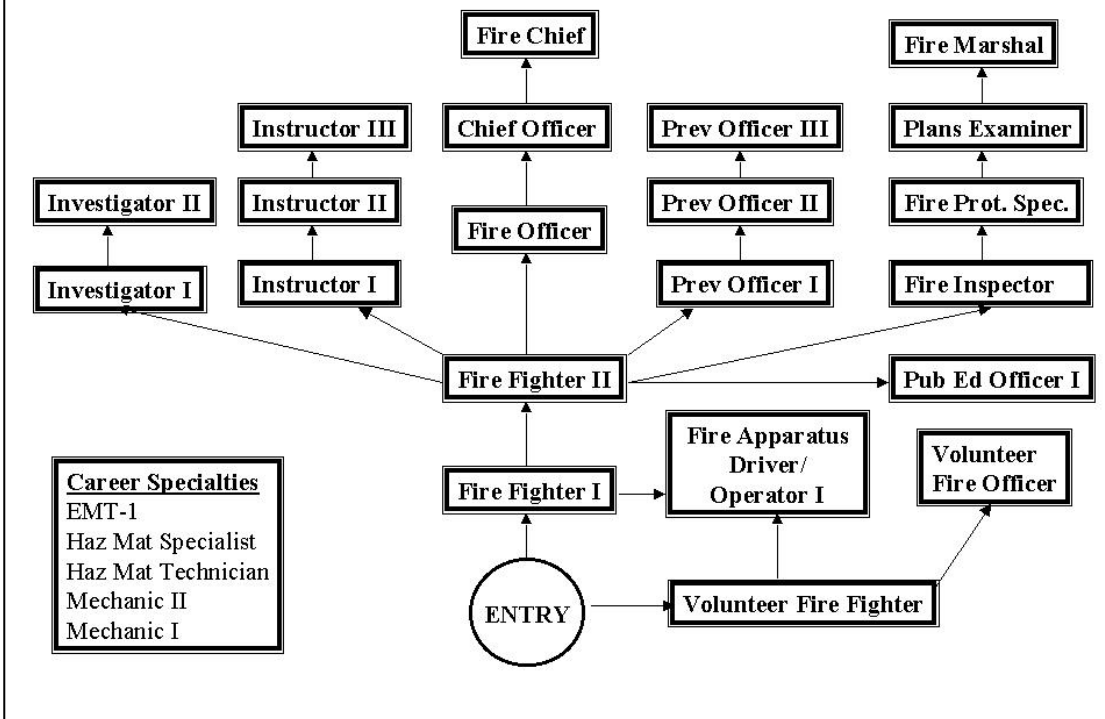 Fire Chief
Fire Marshal
Instructor III
Chief Officer
Prev Officer III
Plans Examiner
Investigator II
Instructor II
Fire Officer
Prev Officer II
Fire Prot. Spec.
Investigator I
Instructor I
Prev Officer I
Fire Inspector
Fire Fighter II
Pub Ed Officer I
Fire Apparatus
Driver/
Operator I
Volunteer
Fire Officer
Fire Fighter I
Career Specialties
EMT-1
Haz Mat Specialist
Haz Mat Technician
Mechanic II
Mechanic I
ENTRY
Volunteer Fire Fighter